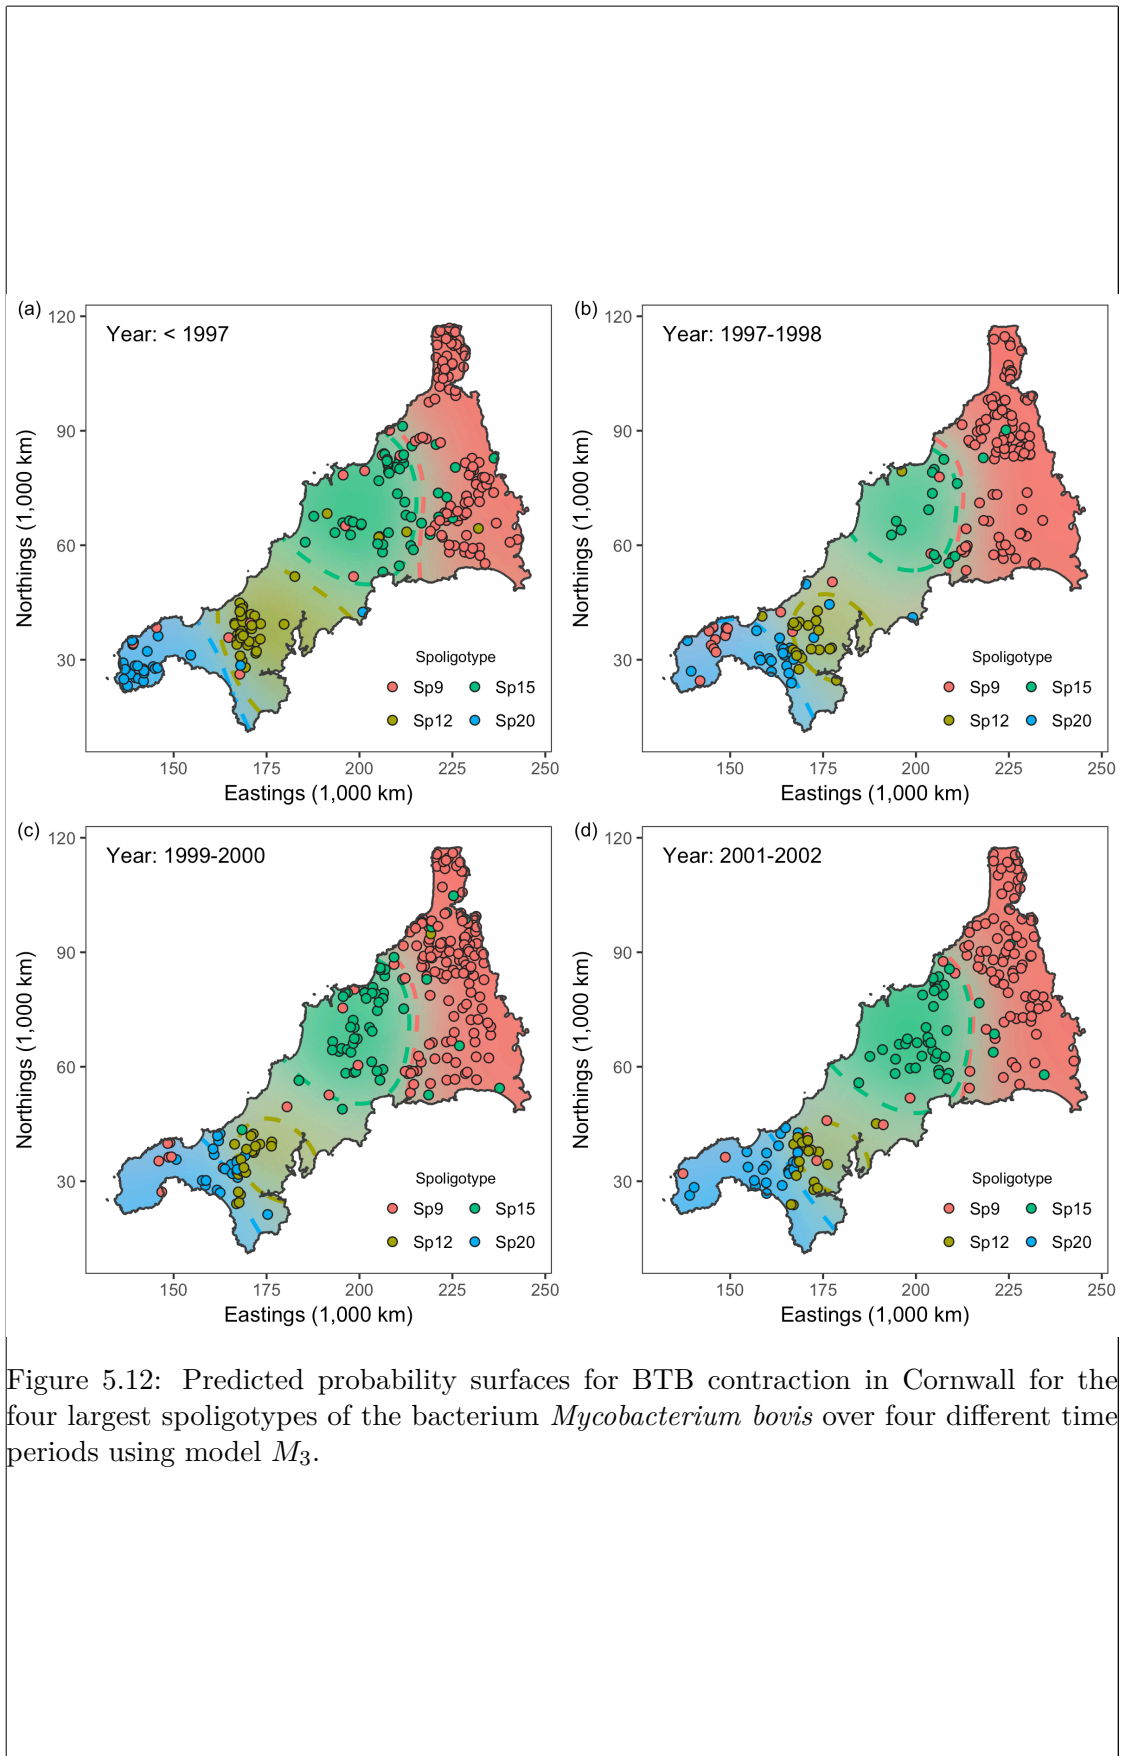 (a)
Year: < 1997
120
90
60
30
Northings (1,000 km)
150 175 200 225 250
Eastings (1,000 km)
Spoligotype
Sp9 Sp15
Sp12 Sp20
(b)
Year: 1997-1998
120
90
60
30
Northings (1,000 km)
150 175 200 225 250
Eastings (1,000 km)
Spoligotype
Sp9 Sp15
Sp12 Sp20
(c)
Year: 1999-2000
120
90
60
30
Northings (1,000 km)
150 175 200 225 250
Eastings (1,000 km)
Spoligotype
Sp9 Sp15
Sp12 Sp20
(d)
Year: 2001-2002
120
90
60
30
Northings (1,000 km)
150 175 200 225 250
Eastings (1,000 km)
Spoligotype
Sp9 Sp15
Sp12 Sp20
Figure 5.12: Predicted probability surfaces for BTB contraction in Cornwall for the
four largest spoligotypes of the bacterium Mycobacterium bovis over four different time
periods using model M3.